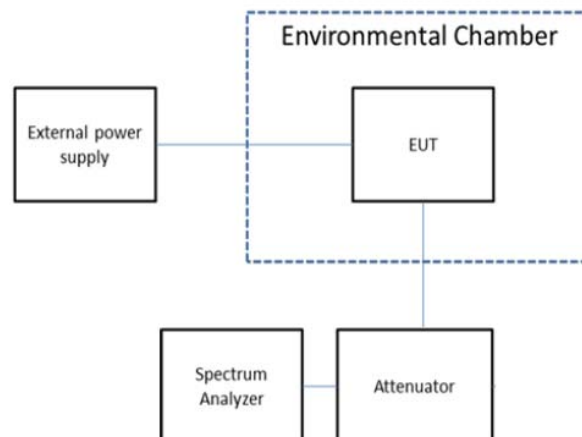 Environmental Chamber
External power
supply
EUT
Spectrum
Analyzer
Attenuator